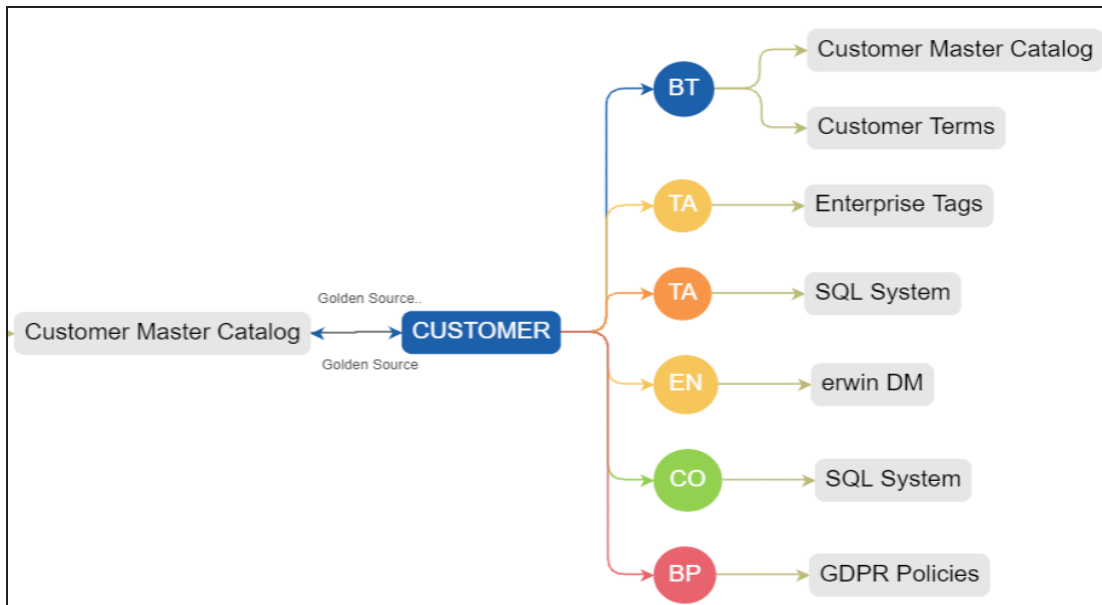 Customer Master Catalog
BT
Customer Terms
TA
Enterprise Tags
TA
SQL System
Golden Source..
Customer Master Catalog
CUSTOMER
Golden Source
EN
erwin DM
CO
SQL System
BP
GDPR Policies